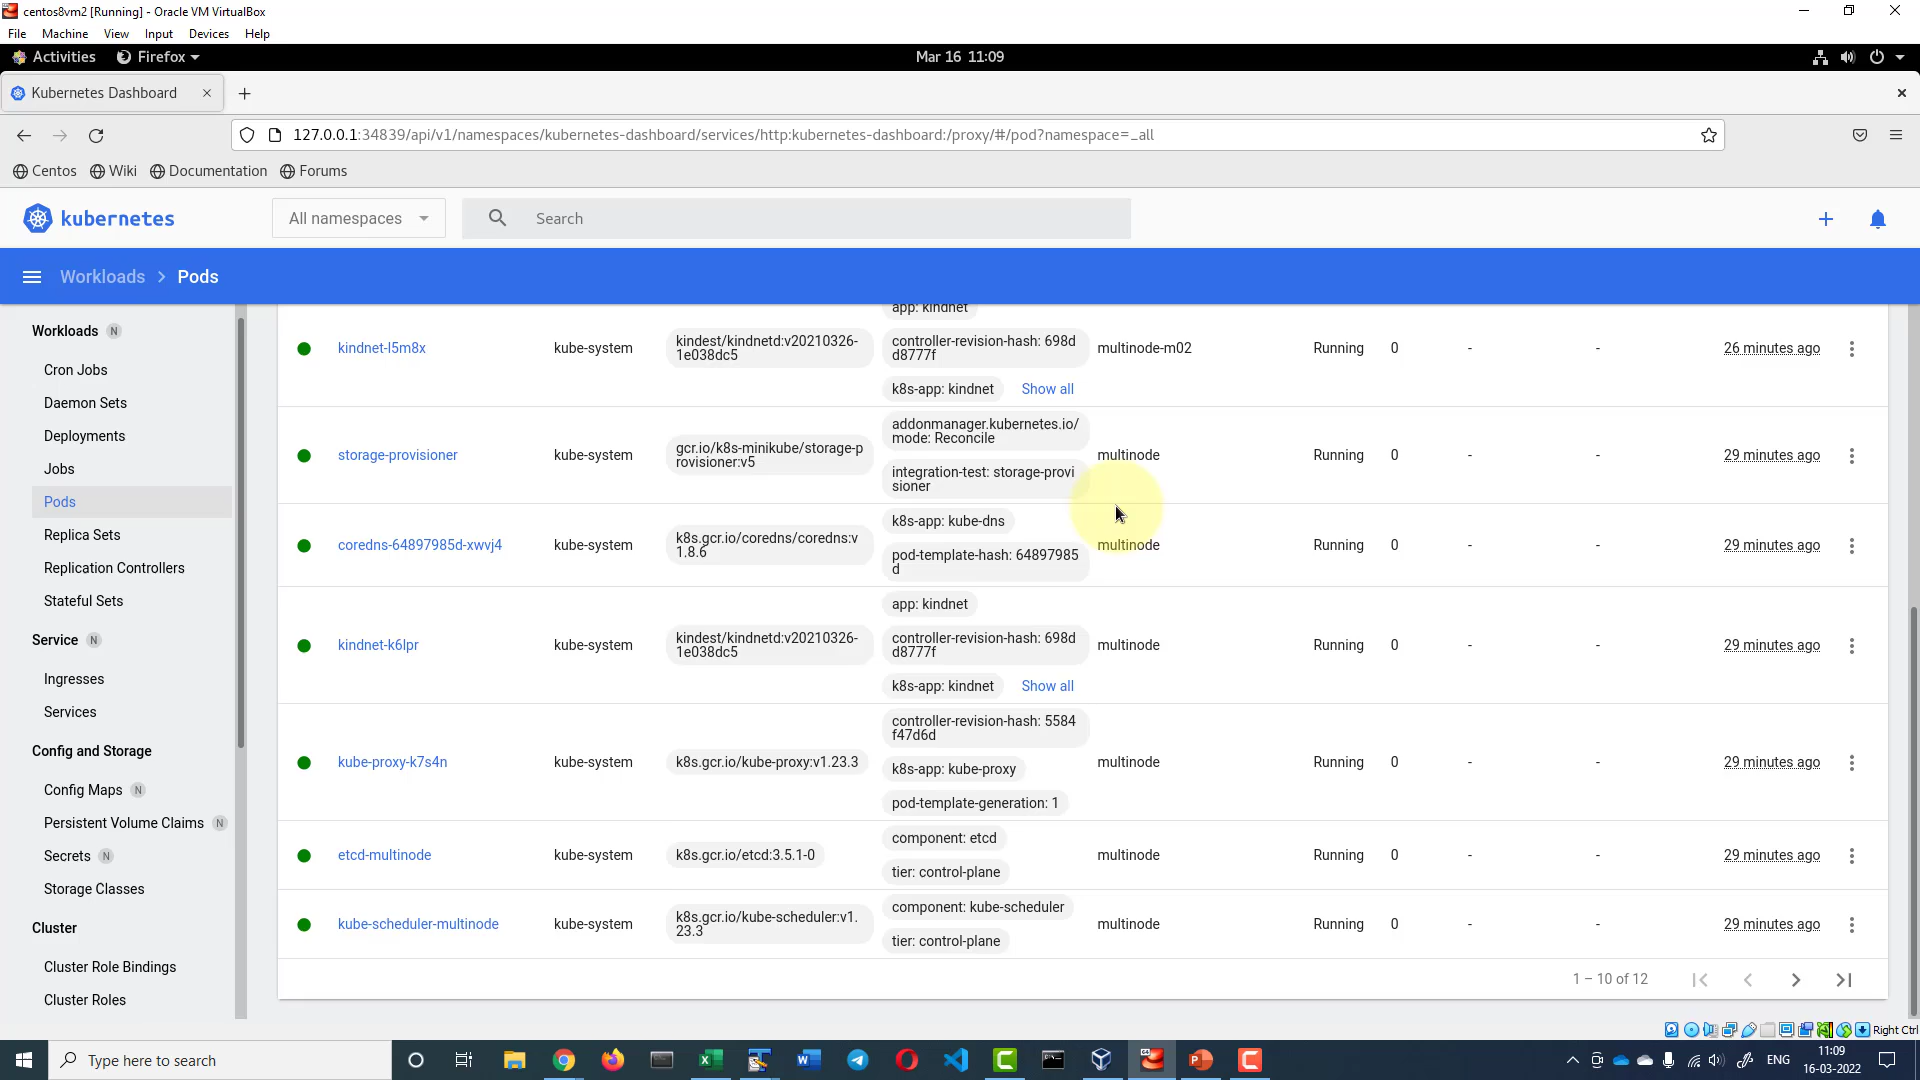 centos8vm2 [Running] - Oracle VM VirtualBox
File Machine View Input Devices Help
Activities Firefox Mar 16 11:09
Kubernetes Dashboard
127.0.0.1:34839/api/v1/namespaces/kubernetes-dashboard/services/http:kubernetes-dashboard:/proxy/#/pod?namespace=_all
Centos Wiki Documentation Forums
kubernetes All namespaces Search
Workloads > Pods
Workloads N
Cron Jobs
Daemon Sets
Deployments
Jobs
Pods
Replica Sets
Replication Controllers
Stateful Sets
Service N
Ingresses
Services
Config and Storage
Config Maps N
Persistent Volume Claims N
Secrets N
Storage Classes
Cluster
Cluster Role Bindings
Cluster Roles
app: kindnet
kindnet-l5m8x kube-system kindest/kindnetd:v20210326-
1e038dc5
controller-revision-hash: 698d
d8777f
multinode-m02 Running 0 - - 26 minutes ago
k8s-app: kindnet Show all
storage-provisioner kube-system gcr.io/k8s-minikube/storage-p
rovisioner:v5
addonmanager.kubernetes.io/
mode: Reconcile
integration-test: storage-provi
sioner
multinode Running 0 - - 29 minutes ago
coredns-64897985d-xwvj4 kube-system k8s.gcr.io/coredns/coredns:v
1.8.6
k8s-app: kube-dns
pod-template-hash: 64897985
d
multinode Running 0 - - 29 minutes ago
kindnet-k6lpr kube-system kindest/kindnetd:v20210326-
1e038dc5
app: kindnet
controller-revision-hash: 698d
d8777f
k8s-app: kindnet Show all
multinode Running 0 - - 29 minutes ago
kube-proxy-k7s4n kube-system k8s.gcr.io/kube-proxy:v1.23.3
controller-revision-hash: 5584
f47d6d
k8s-app: kube-proxy
pod-template-generation: 1
multinode Running 0 - - 29 minutes ago
etcd-multinode kube-system k8s.gcr.io/etcd:3.5.1-0
component: etcd
tier: control-plane
multinode Running 0 - - 29 minutes ago
kube-scheduler-multinode kube-system k8s.gcr.io/kube-scheduler:v1.
23.3
component: kube-scheduler
tier: control-plane
multinode Running 0 - - 29 minutes ago
1 – 10 of 12
Right Ctrl
Type here to search
ENG
11:09
16-03-2022